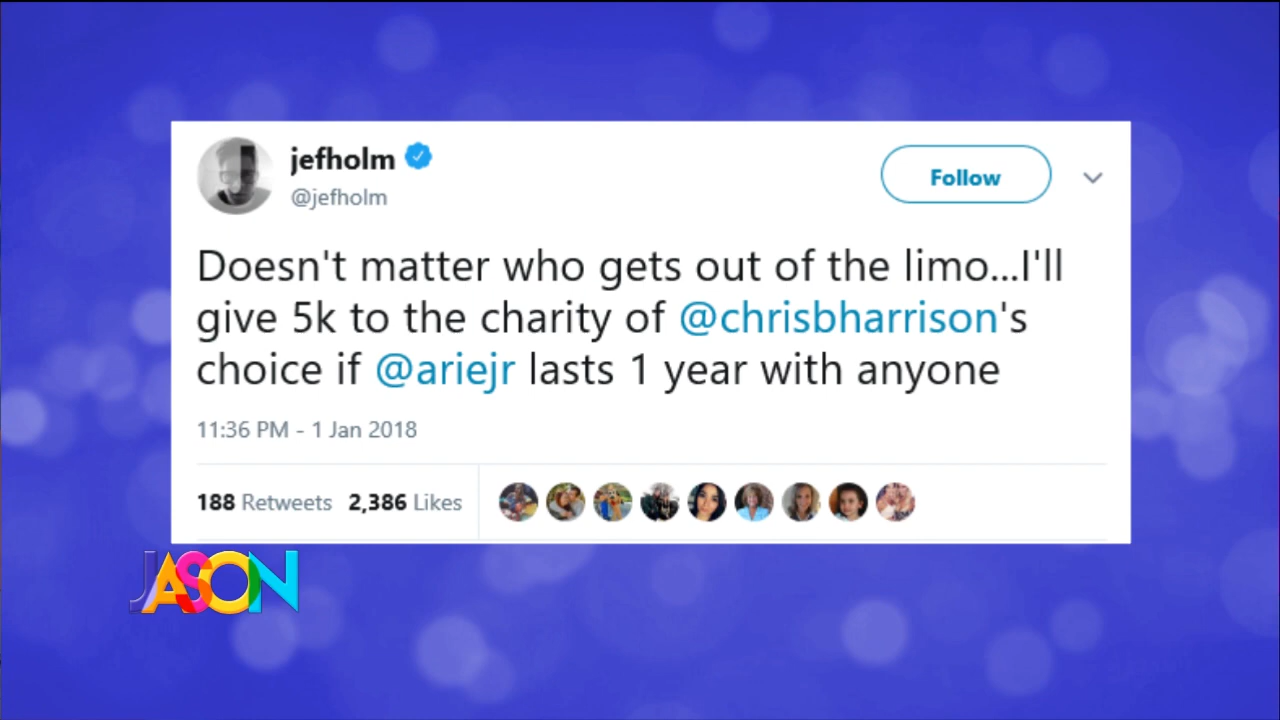 jefholm
@jefholm
Follow
Doesn't matter who gets out of the limo...I'll
give 5k to the charity of @chrisbharrison's
choice if @ariejr lasts 1 year with anyone
11:36 PM - 1 Jan 2018
188 Retweets 2,386 Likes
JASON